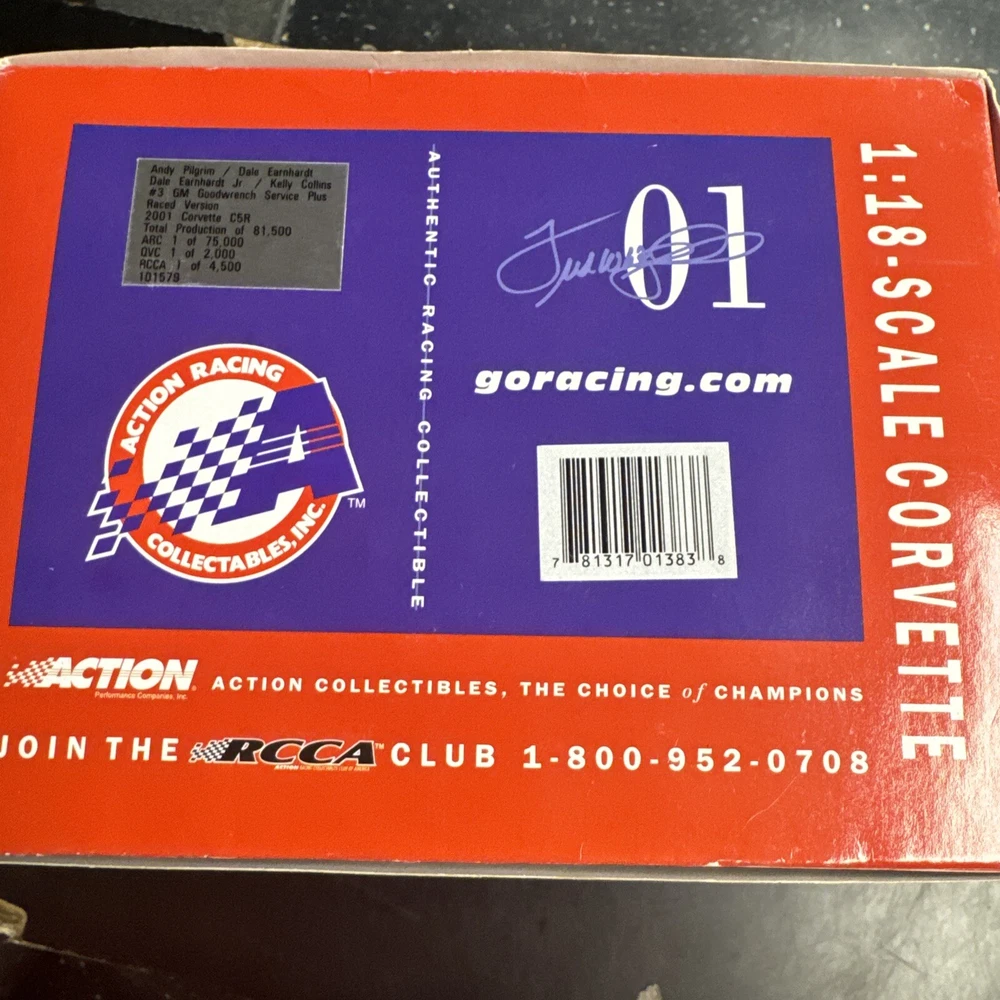 Andy Pilgrim / Dale Earnhardt
Dale Earnhardt Jr / Kelly Collins
#3 GM Goodwrench Service Plus
Raced Version
2001 Corvette C5R
Total Production of 81,500
ARC 1 of 75,000
QVC 1 of 2,000
RCCA 1 of 4,500
101579
AUTHENTIC RACING COLLECTIBLE
01
goracing.com
7 81317 01383 8
ACTION RACING
COLLECTABLES, INC.
TM
1:18-SCALE CORVETTE
ACTION
Performance Companies, Inc.
ACTION COLLECTIBLES, THE CHOICE of CHAMPIONS
JOIN THE RCCA™ CLUB 1-800-952-0708